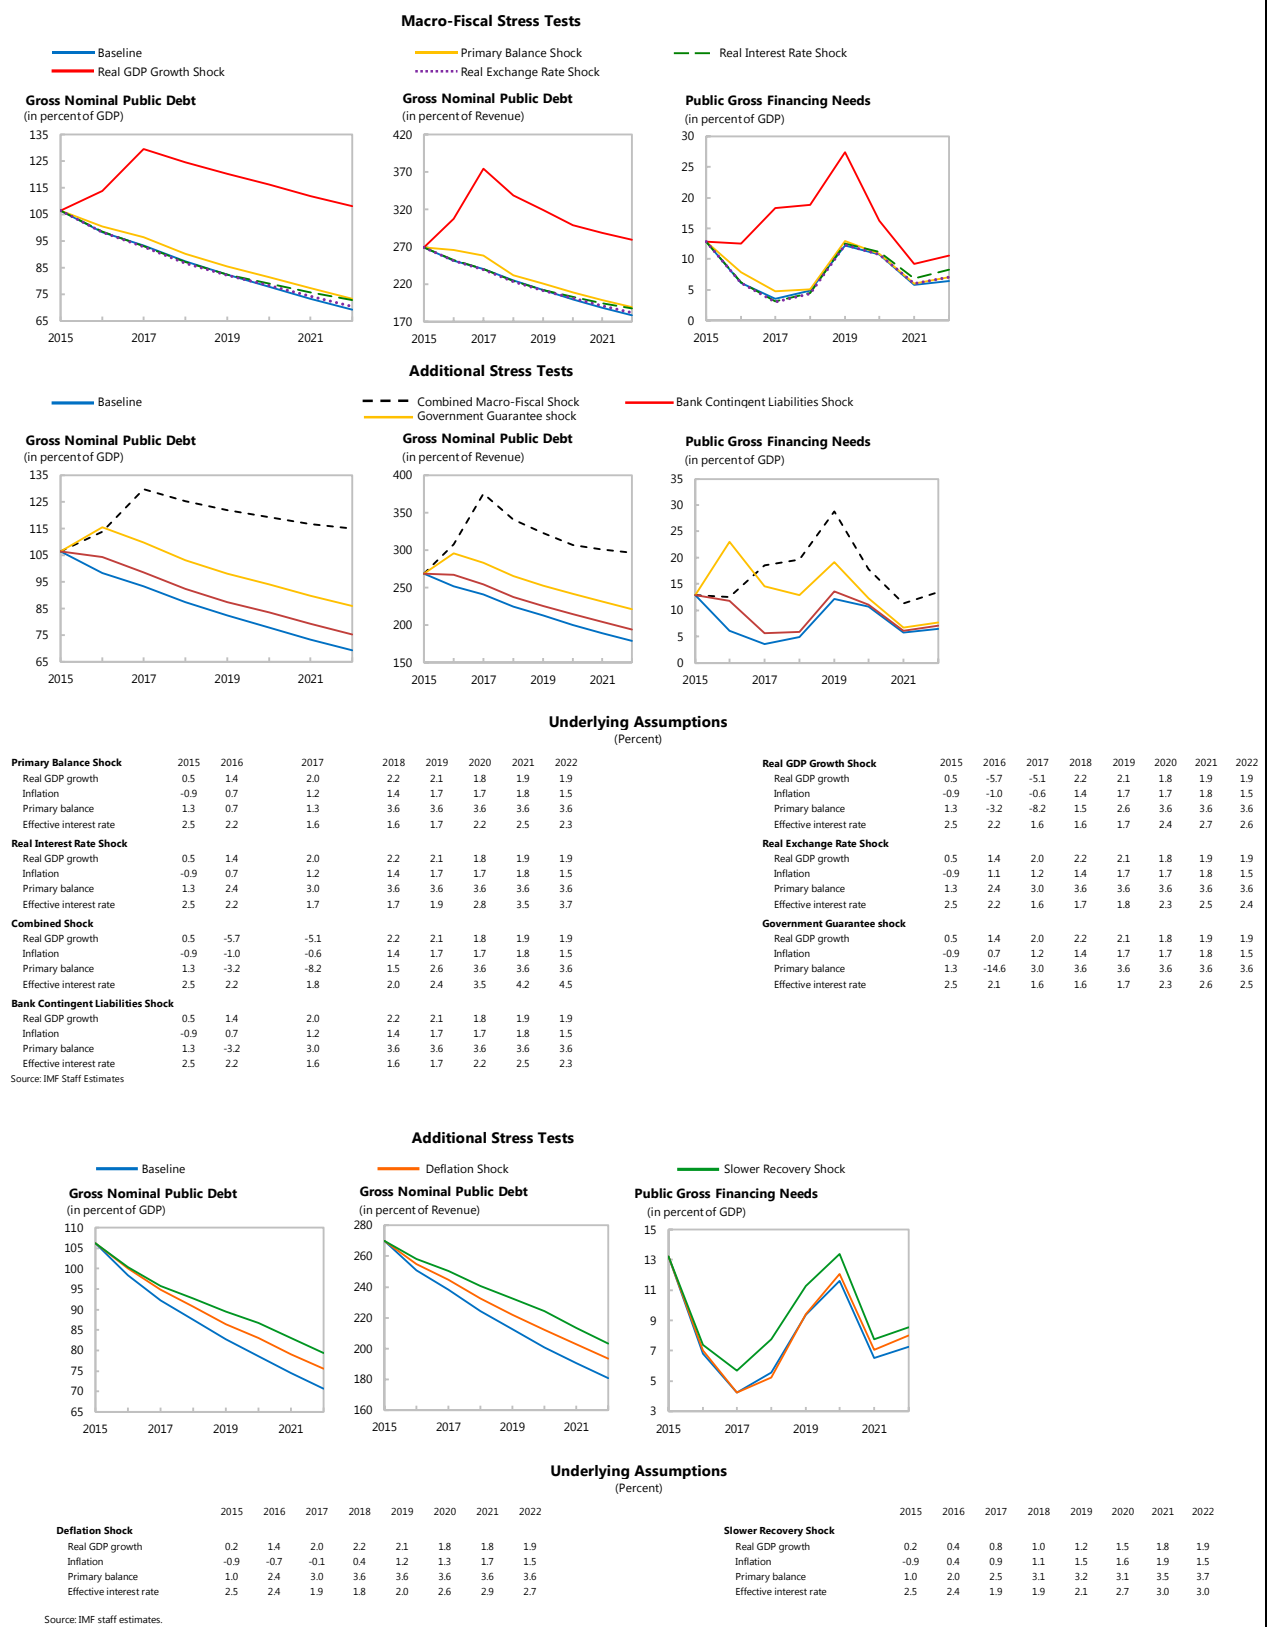 Macro-Fiscal Stress Tests
Baseline
Primary Balance Shock
Real Interest Rate Shock
Real GDP Growth Shock
Real Exchange Rate Shock
Gross Nominal Public Debt
(in percent of GDP)
135
125
115
105
95
85
75
65
2015 2017 2019 2021
Gross Nominal Public Debt
(in percent of Revenue)
420
370
320
270
220
170
2015 2017 2019 2021
Public Gross Financing Needs
(in percent of GDP)
30
25
20
15
10
5
0
2015 2017 2019 2021
Additional Stress Tests
Baseline
Combined Macro-Fiscal Shock
Bank Contingent Liabilities Shock
Government Guarantee shock
Gross Nominal Public Debt
(in percent of GDP)
135
125
115
105
95
85
75
65
2015 2017 2019 2021
Gross Nominal Public Debt
(in percent of Revenue)
400
350
300
250
200
150
2015 2017 2019 2021
Public Gross Financing Needs
(in percent of GDP)
35
30
25
20
15
10
5
0
2015 2017 2019 2021
Underlying Assumptions
(Percent)
Primary Balance Shock 2015 2016 2017 2018 2019 2020 2021 2022
Real GDP growth 0.5 1.4 2.0 2.2 2.1 1.8 1.9 1.9
Inflation -0.9 0.7 1.2 1.4 1.7 1.7 1.8 1.5
Primary balance 1.3 0.7 1.3 3.6 3.6 3.6 3.6 3.6
Effective interest rate 2.5 2.2 1.6 1.6 1.7 2.2 2.5 2.3
Real Interest Rate Shock
Real GDP growth 0.5 1.4 2.0 2.2 2.1 1.8 1.9 1.9
Inflation -0.9 0.7 1.2 1.4 1.7 1.7 1.8 1.5
Primary balance 1.3 2.4 3.0 3.6 3.6 3.6 3.6 3.6
Effective interest rate 2.5 2.2 1.7 1.7 1.9 2.8 3.5 3.7
Combined Shock
Real GDP growth 0.5 -5.7 -5.1 2.2 2.1 1.8 1.9 1.9
Inflation -0.9 -1.0 -0.6 1.4 1.7 1.7 1.8 1.5
Primary balance 1.3 -3.2 -8.2 1.5 2.6 3.6 3.6 3.6
Effective interest rate 2.5 2.2 1.8 2.0 2.4 3.5 4.2 4.5
Bank Contingent Liabilities Shock
Real GDP growth 0.5 1.4 2.0 2.2 2.1 1.8 1.9 1.9
Inflation -0.9 0.7 1.2 1.4 1.7 1.7 1.8 1.5
Primary balance 1.3 -3.2 3.0 3.6 3.6 3.6 3.6 3.6
Effective interest rate 2.5 2.2 1.6 1.6 1.7 2.2 2.5 2.3
Source: IMF Staff Estimates
Real GDP Growth Shock 2015 2016 2017 2018 2019 2020 2021 2022
Real GDP growth 0.5 -5.7 -5.1 2.2 2.1 1.8 1.9 1.9
Inflation -0.9 -1.0 -0.6 1.4 1.7 1.7 1.8 1.5
Primary balance 1.3 -3.2 -8.2 1.5 2.6 3.6 3.6 3.6
Effective interest rate 2.5 2.2 1.6 1.6 1.7 2.4 2.7 2.6
Real Exchange Rate Shock
Real GDP growth 0.5 1.4 2.0 2.2 2.1 1.8 1.9 1.9
Inflation -0.9 1.1 1.2 1.4 1.7 1.7 1.8 1.5
Primary balance 1.3 2.4 3.0 3.6 3.6 3.6 3.6 3.6
Effective interest rate 2.5 2.2 1.6 1.7 1.8 2.3 2.5 2.4
Government Guarantee shock
Real GDP growth 0.5 1.4 2.0 2.2 2.1 1.8 1.9 1.9
Inflation -0.9 0.7 1.2 1.4 1.7 1.7 1.8 1.5
Primary balance 1.3 -14.6 3.0 3.6 3.6 3.6 3.6 3.6
Effective interest rate 2.5 2.1 1.6 1.6 1.7 2.3 2.6 2.5
Additional Stress Tests
Baseline
Deflation Shock
Slower Recovery Shock
Gross Nominal Public Debt
(in percent of GDP)
110
105
100
95
90
85
80
75
70
65
2015 2017 2019 2021
Gross Nominal Public Debt
(in percent of Revenue)
280
260
240
220
200
180
160
2015 2017 2019 2021
Public Gross Financing Needs
(in percent of GDP)
15
13
11
9
7
5
3
2015 2017 2019 2021
Underlying Assumptions
(Percent)
2015 2016 2017 2018 2019 2020 2021 2022
Deflation Shock
Real GDP growth 0.2 1.4 2.0 2.2 2.1 1.8 1.8 1.9
Inflation -0.9 -0.7 -0.1 0.4 1.2 1.3 1.7 1.5
Primary balance 1.0 2.4 3.0 3.6 3.6 3.6 3.6 3.6
Effective interest rate 2.5 2.4 1.9 1.8 2.0 2.6 2.9 2.7
2015 2016 2017 2018 2019 2020 2021 2022
Slower Recovery Shock
Real GDP growth 0.2 0.4 0.8 1.0 1.2 1.5 1.8 1.9
Inflation -0.9 0.4 0.9 1.1 1.5 1.6 1.9 1.5
Primary balance 1.0 2.0 2.5 3.1 3.2 3.1 3.5 3.7
Effective interest rate 2.5 2.4 1.9 1.9 2.1 2.7 3.0 3.0
Source: IMF staff estimates.